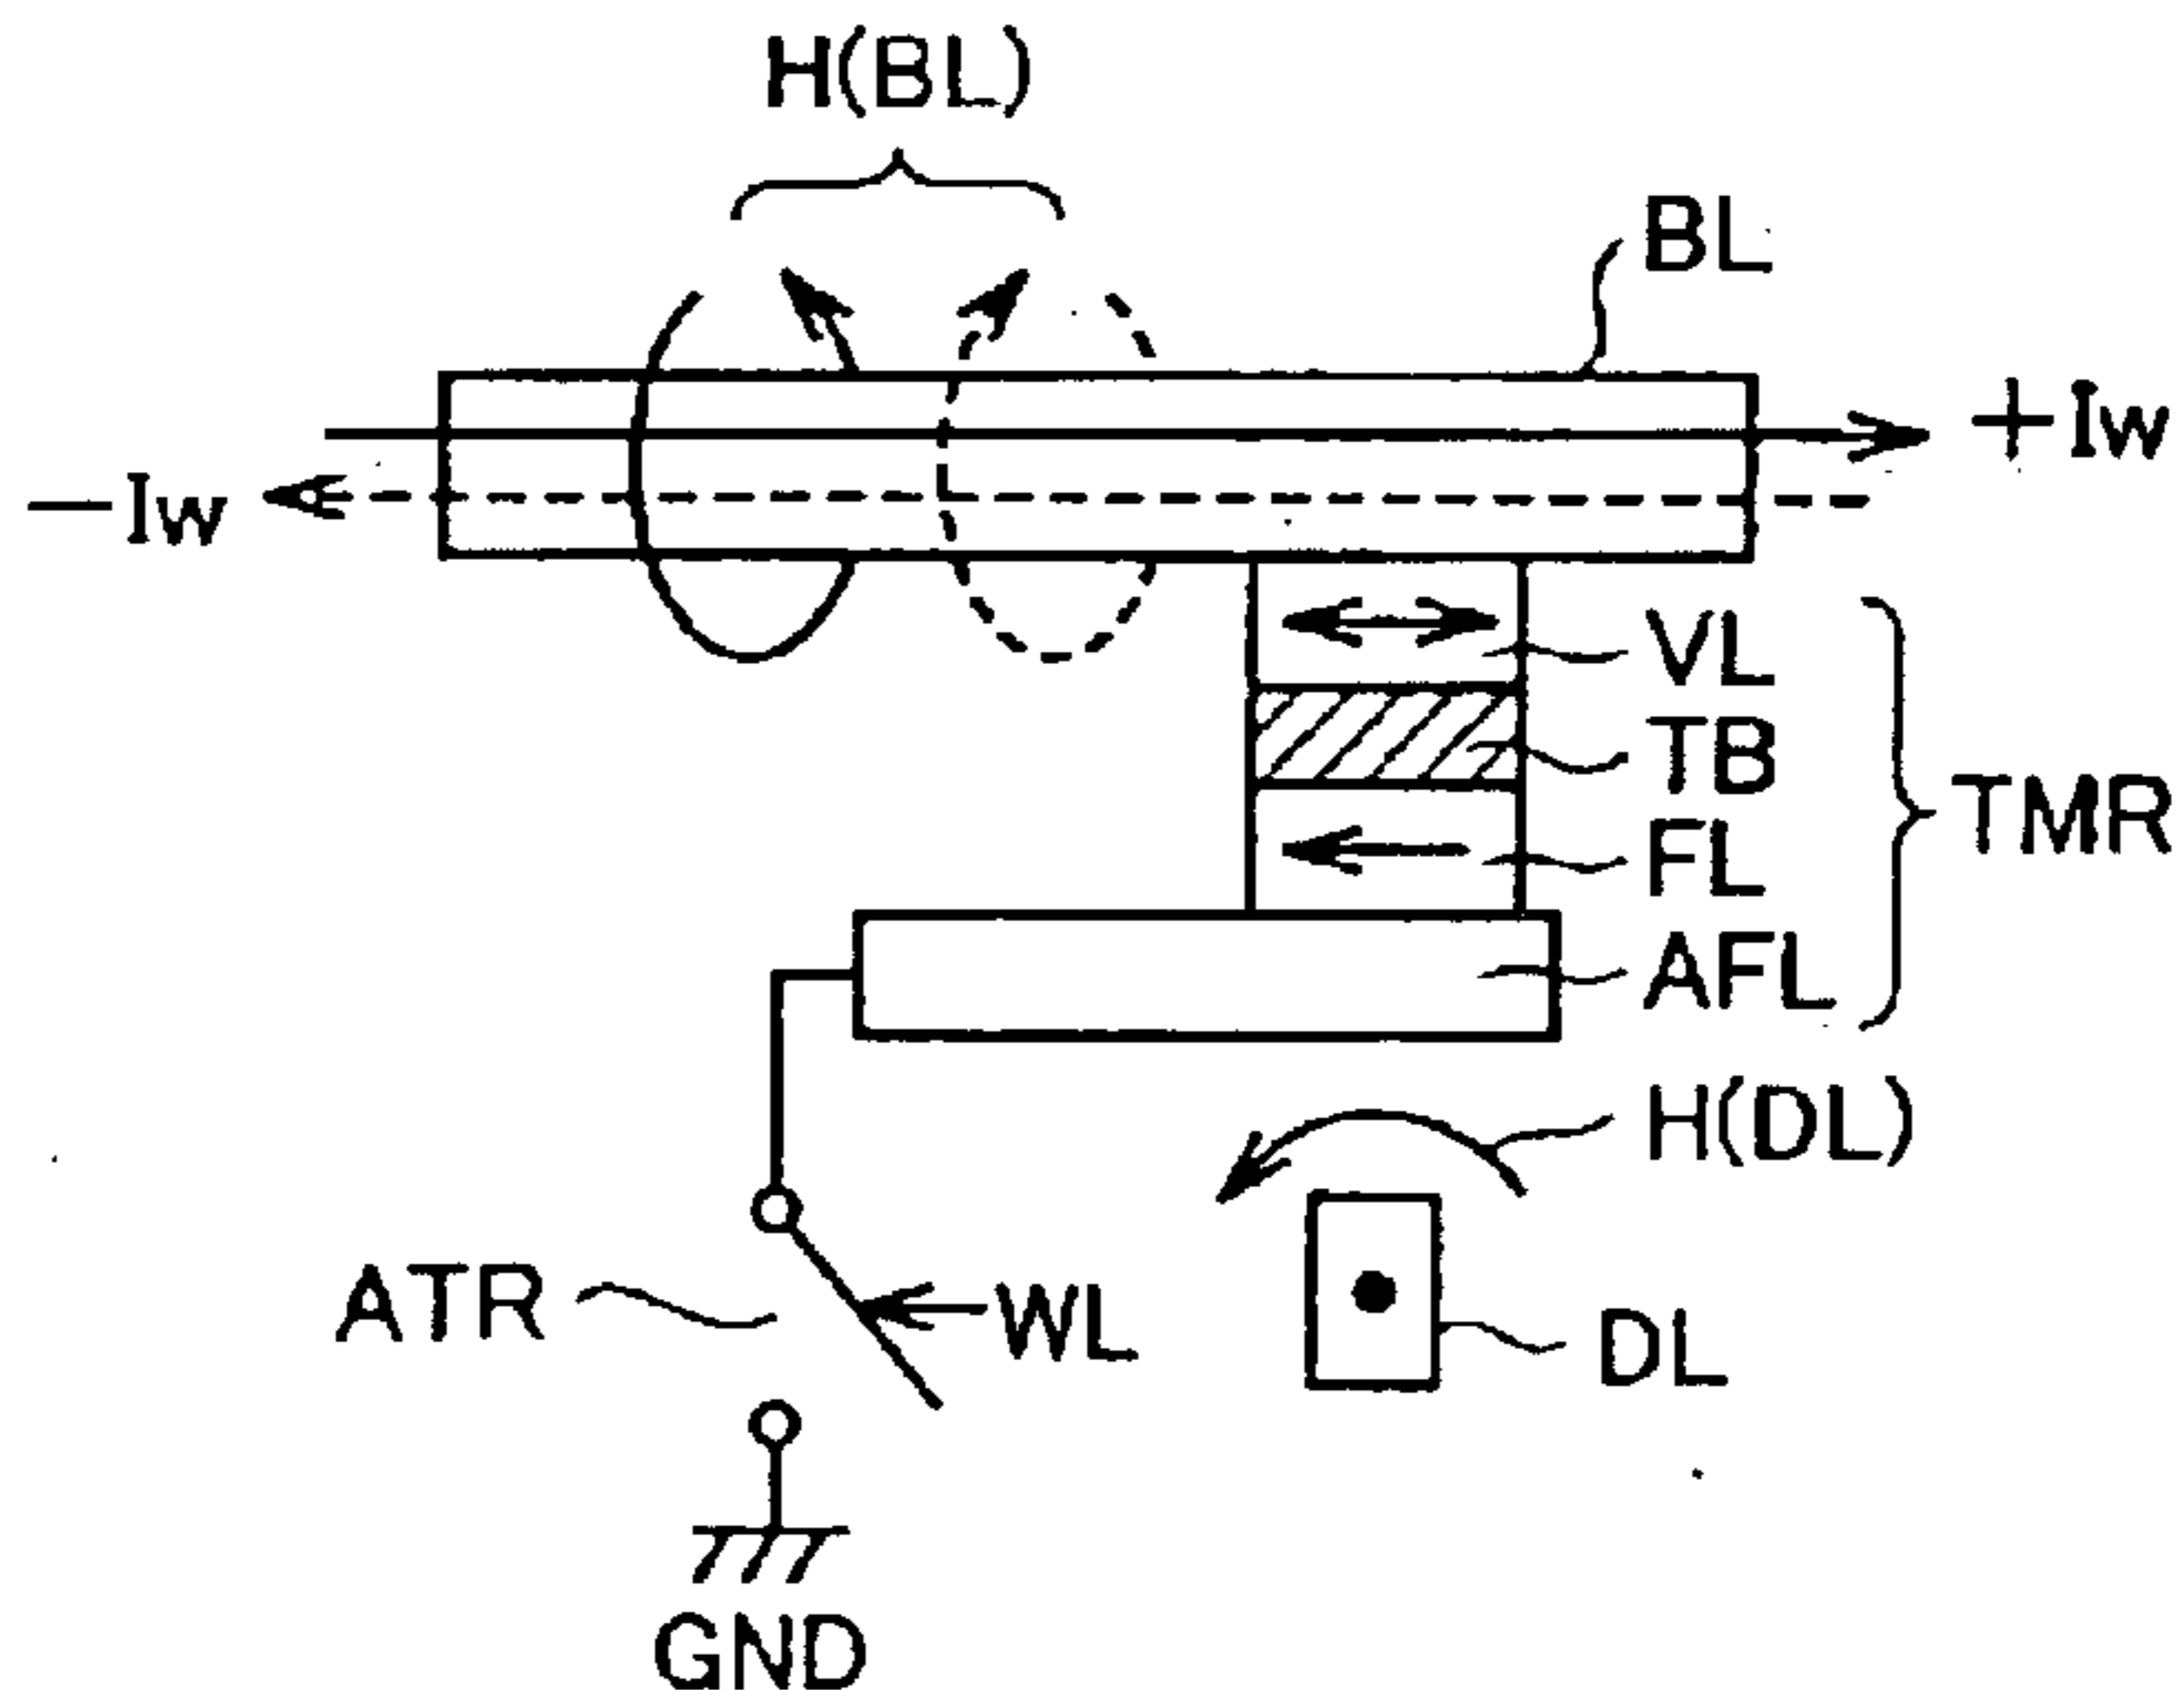 H(BL)
BL
+Iw
−Iw
VL
TB
TMR
FL
AFL
H(DL)
ATR
WL
DL
GND